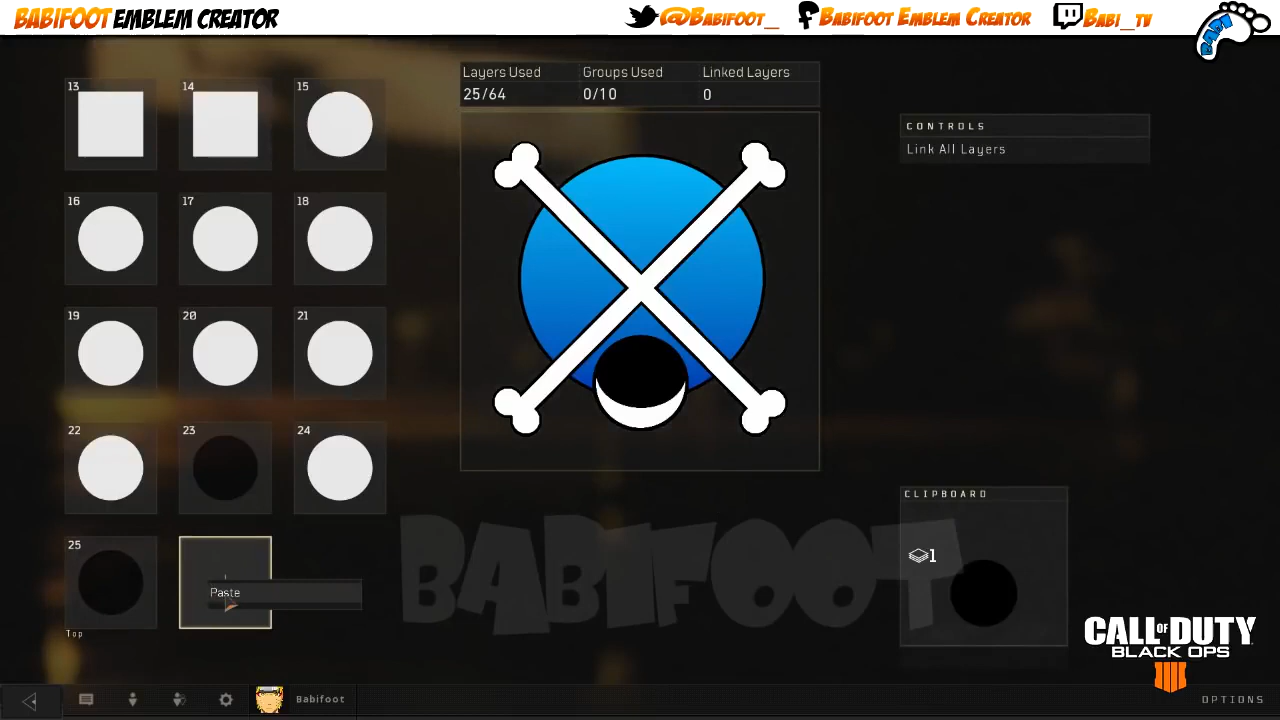 BABIFOOT EMBLEM CREATOR
@Babifoot_
Babifoot Emblem Creator
Babi_tv
BABI
13
14
15
16
17
18
19
20
21
22
23
24
25
Paste
Top
Layers Used
Groups Used
Linked Layers
25/64
0/10
0
CONTROLS
Link All Layers
CLIPBOARD
1
BABIFOOT
CALL OF DUTY
BLACK OPS
IIII
Babifoot
OPTIONS